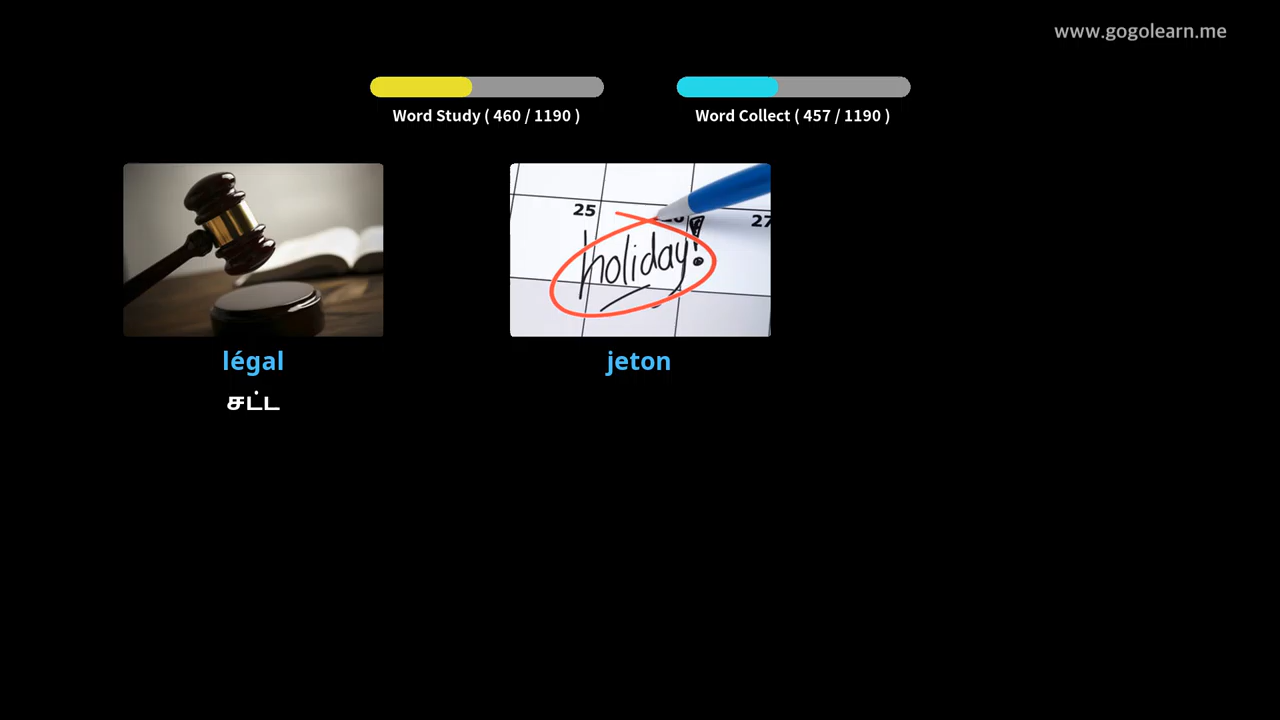 www.gogolearn.me
Word Study ( 460 / 1190 )
Word Collect ( 457 / 1190 )
25
27
holiday!
légal
jeton
சட்ட